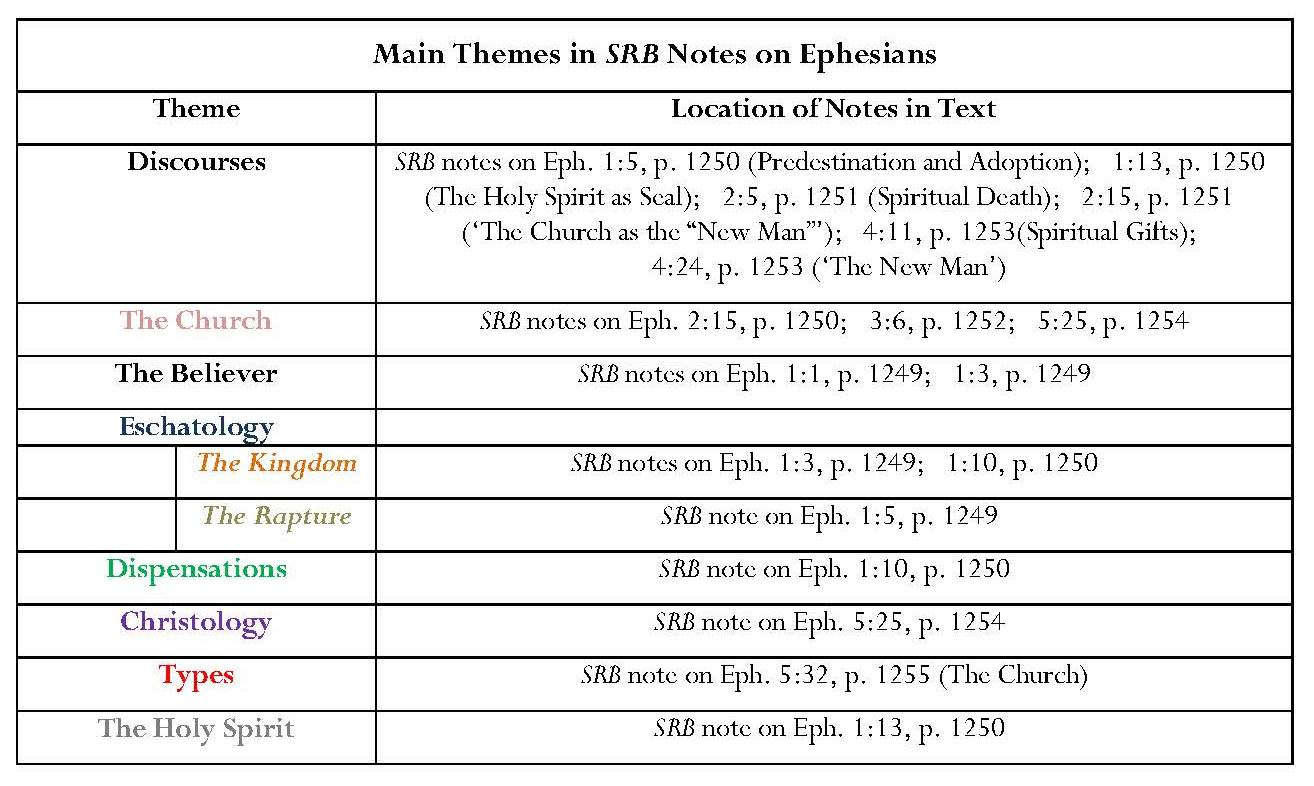 Main Themes in SRB Notes on Ephesians
Theme
Location of Notes in Text
Discourses
SRB notes on Eph. 1:5, p. 1250 (Predestination and Adoption); 1:13, p. 1250
(The Holy Spirit as Seal); 2:5, p. 1251 (Spiritual Death); 2:15, p. 1251
(‘The Church as the “New Man”’); 4:11, p. 1253(Spiritual Gifts);
4:24, p. 1253 (‘The New Man’)
The Church
SRB notes on Eph. 2:15, p. 1250; 3:6, p. 1252; 5:25, p. 1254
The Believer
SRB notes on Eph. 1:1, p. 1249; 1:3, p. 1249
Eschatology
The Kingdom
SRB notes on Eph. 1:3, p. 1249; 1:10, p. 1250
The Rapture
SRB note on Eph. 1:5, p. 1249
Dispensations
SRB note on Eph. 1:10, p. 1250
Christology
SRB note on Eph. 5:25, p. 1254
Types
SRB note on Eph. 5:32, p. 1255 (The Church)
The Holy Spirit
SRB note on Eph. 1:13, p. 1250